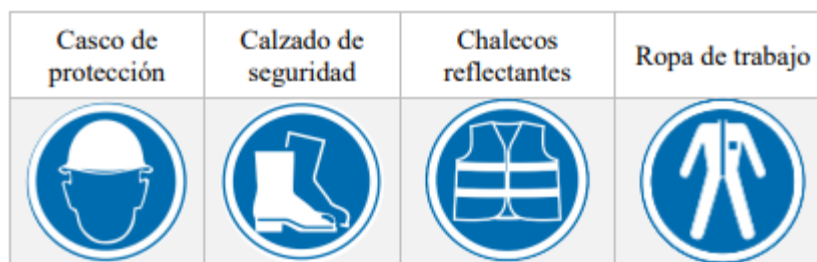 Casco de
protección
Calzado de
seguridad
Chalecos
reflectantes
Ropa de trabajo